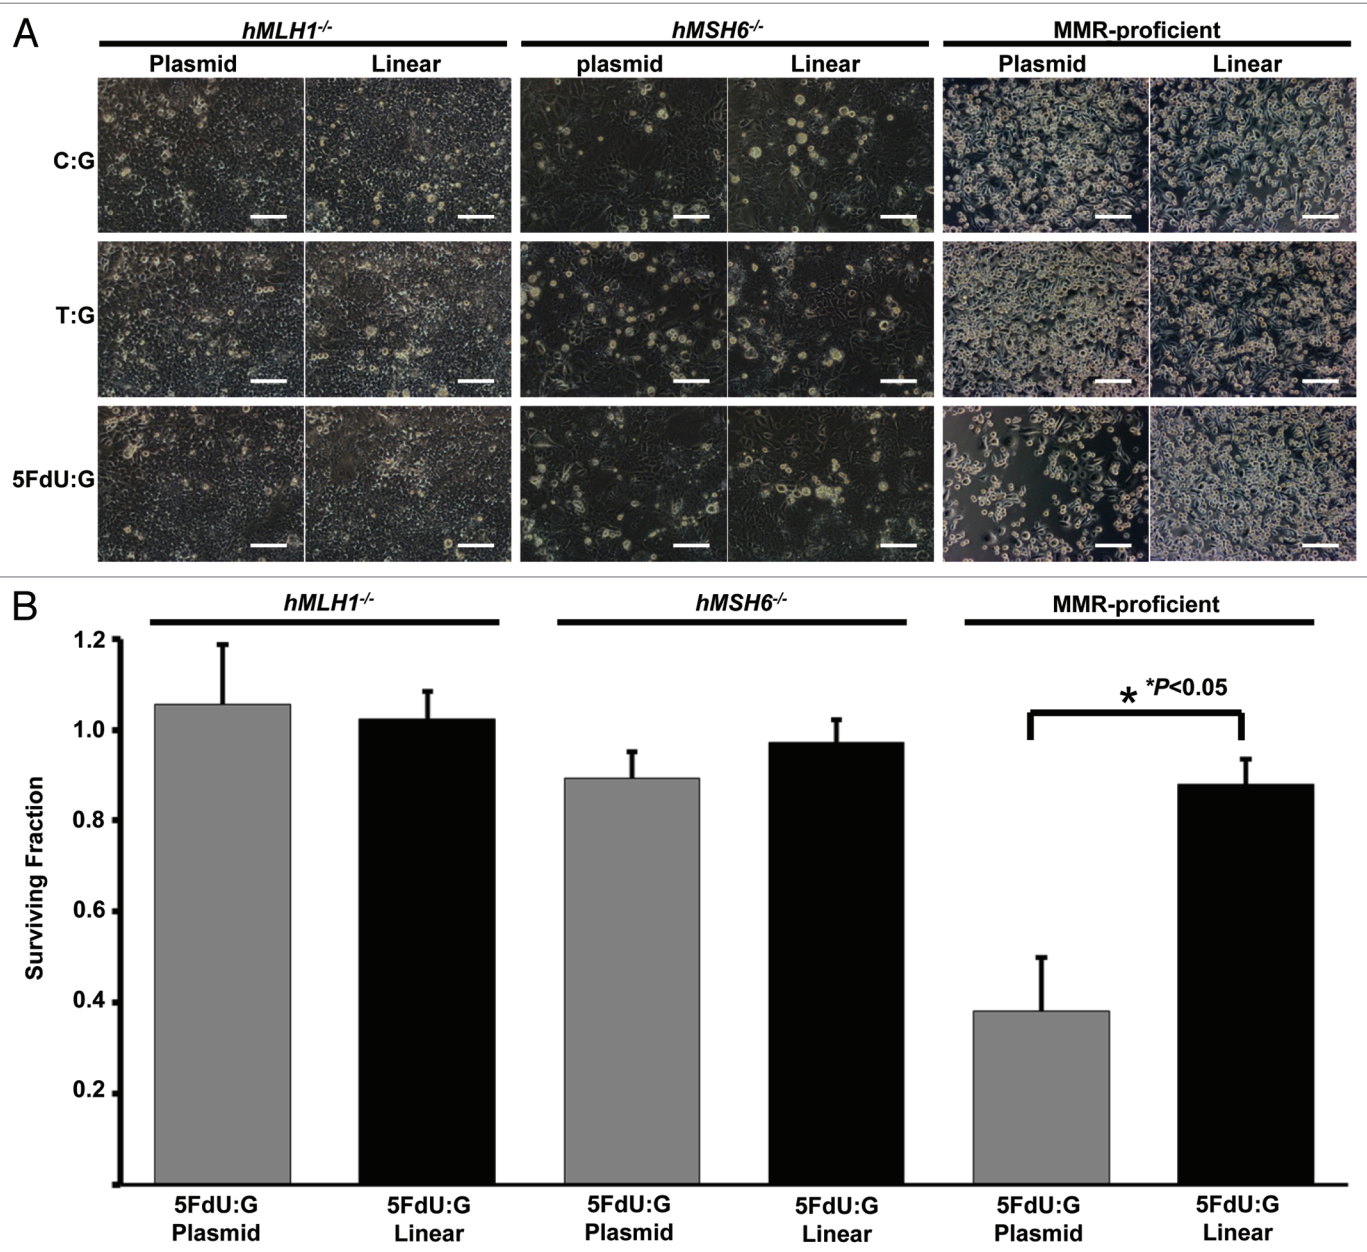 A
hMLH1-/- hMSH6-/- MMR-proficient
Plasmid Linear plasmid Linear Plasmid Linear
C:G
T:G
5FdU:G
B
hMLH1-/- hMSH6-/- MMR-proficient
1.2
1.0
0.8
0.6
0.4
0.2
Surviving Fraction
* *P<0.05
5FdU:G 5FdU:G 5FdU:G 5FdU:G 5FdU:G 5FdU:G
Plasmid Linear Plasmid Linear Plasmid Linear